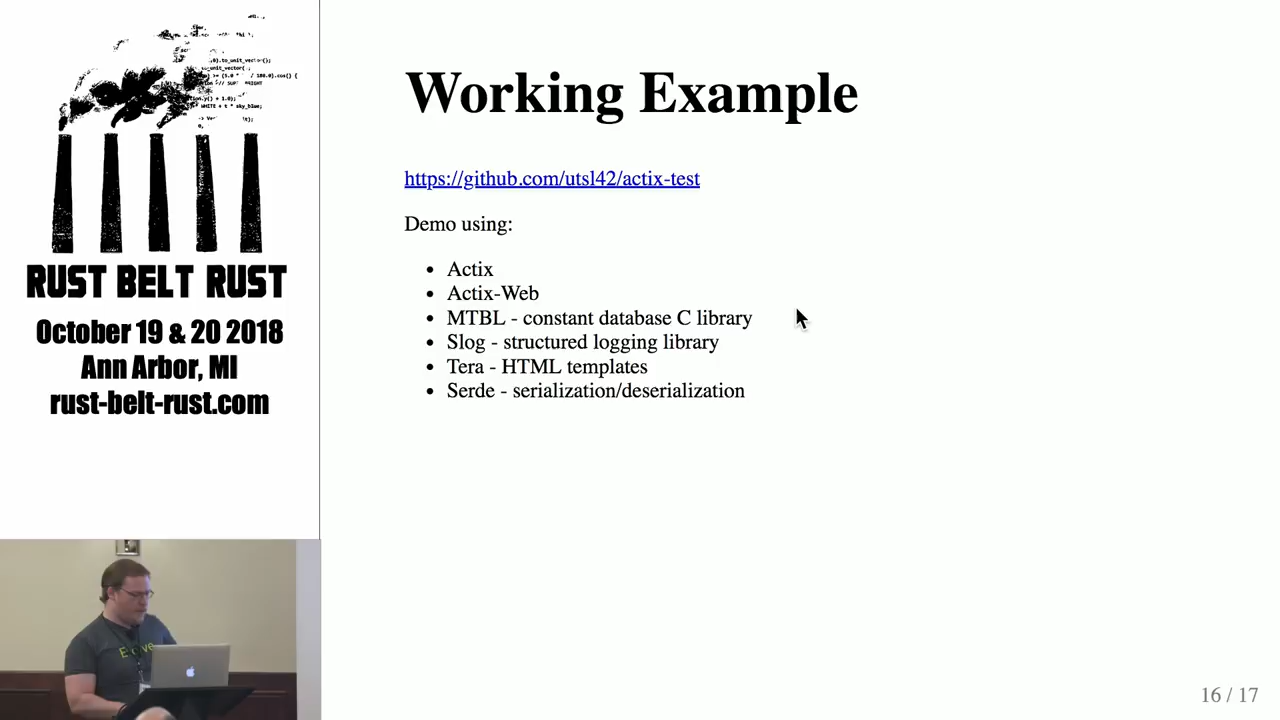 RUST BELT RUST
October 19 & 20 2018
Ann Arbor, MI
rust-belt-rust.com
Working Example
https://github.com/utsl42/actix-test
Demo using:
• Actix
• Actix-Web
• MTBL - constant database C library
• Slog - structured logging library
• Tera - HTML templates
• Serde - serialization/deserialization
16 / 17